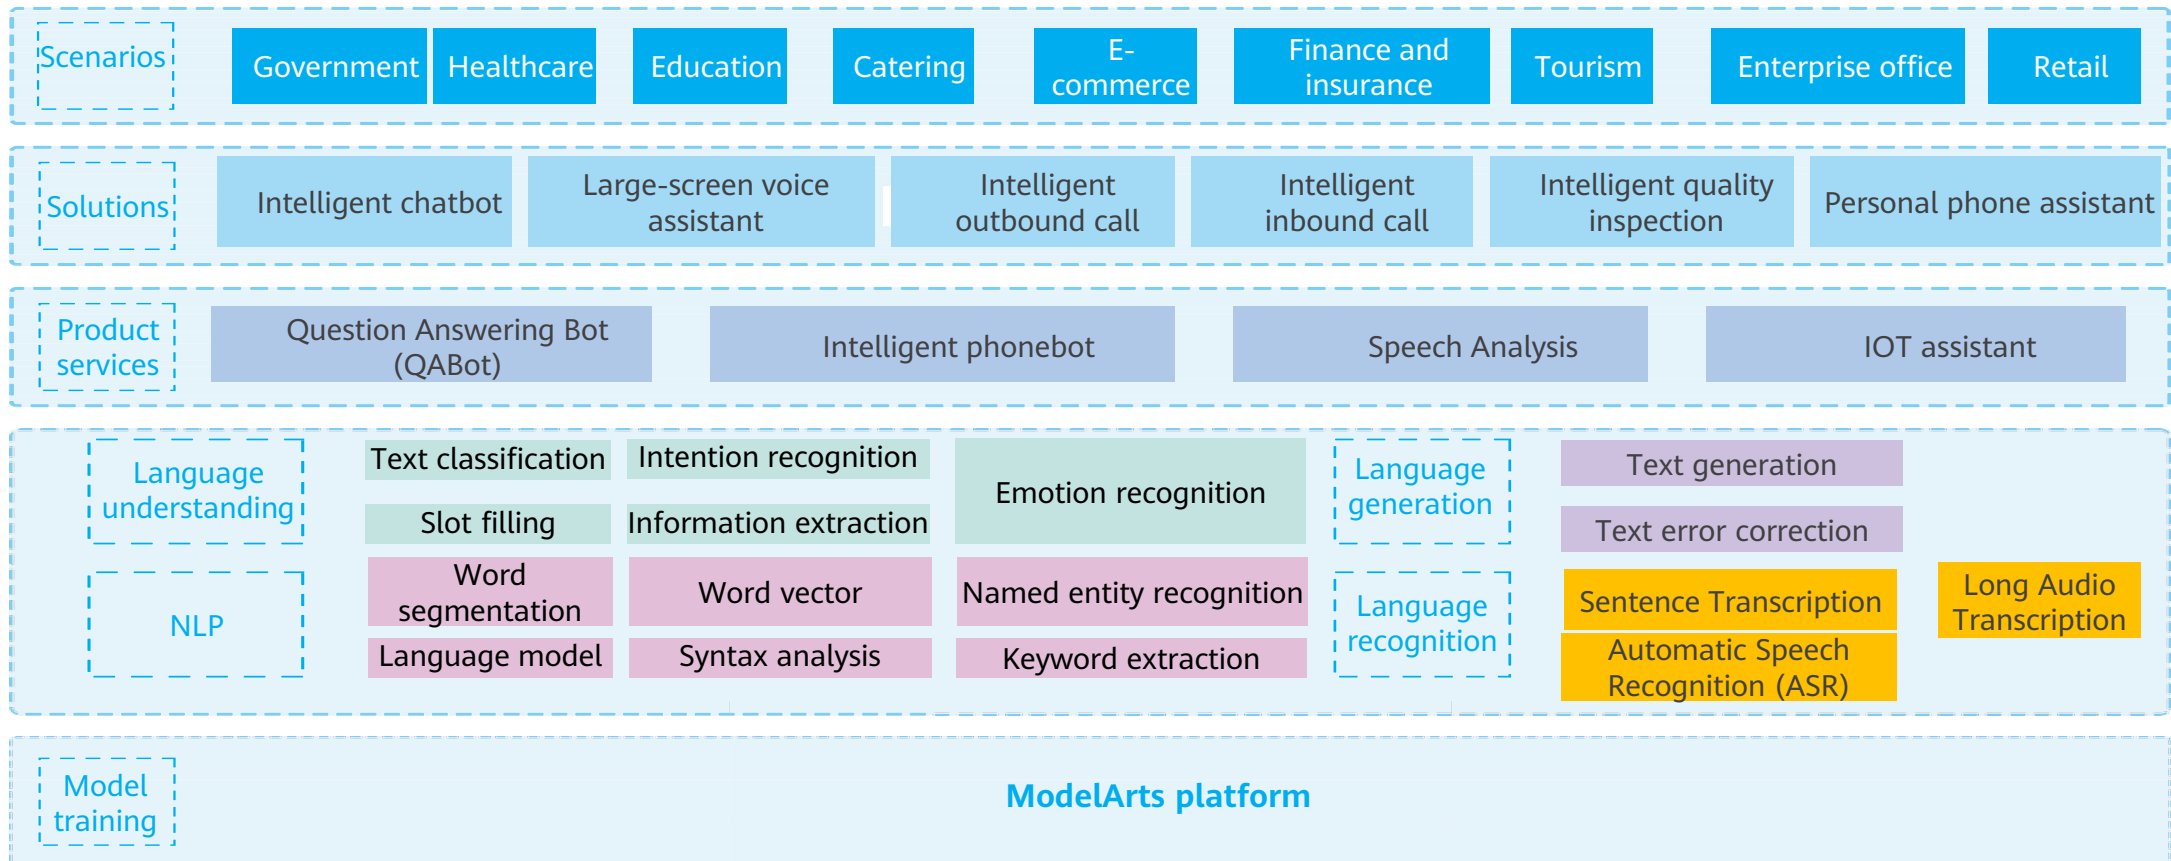 Scenarios
Government
Healthcare
Education
Catering
E-
commerce
Finance and
insurance
Tourism
Enterprise office
Retail
Solutions
Intelligent chatbot
Large-screen voice
assistant
Intelligent
outbound call
Intelligent
inbound call
Intelligent quality
inspection
Personal phone assistant
Product
services
Question Answering Bot
(QABot)
Intelligent phonebot
Speech Analysis
IOT assistant
Language
understanding
Text classification
Intention recognition
Emotion recognition
Slot filling
Information extraction
Language
generation
Text generation
Text error correction
NLP
Word
segmentation
Word vector
Named entity recognition
Language model
Syntax analysis
Keyword extraction
Language
recognition
Sentence Transcription
Long Audio
Transcription
Automatic Speech
Recognition (ASR)
Model
training
ModelArts platform